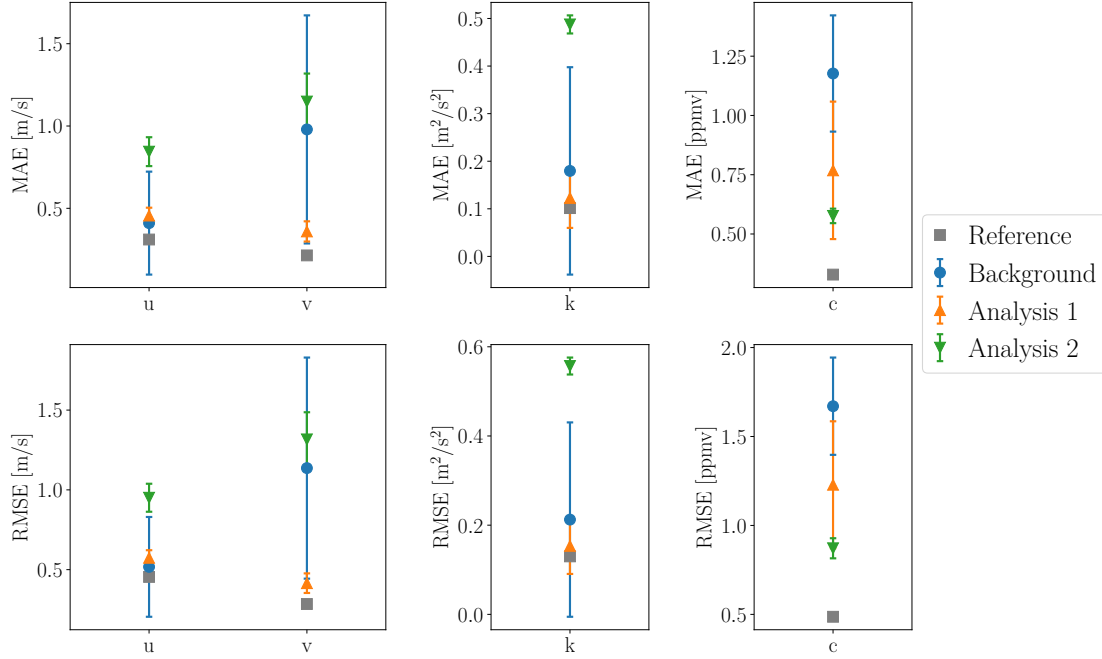 MAE [m/s]
1.5
1.0
0.5
u
v
MAE [m²/s²]
0.5
0.4
0.3
0.2
0.1
0.0
k
MAE [ppmv]
1.25
1.00
0.75
0.50
c
Reference
Background
Analysis 1
Analysis 2
RMSE [m/s]
1.5
1.0
0.5
u
v
RMSE [m²/s²]
0.6
0.4
0.2
0.0
k
RMSE [ppmv]
2.0
1.5
1.0
0.5
c